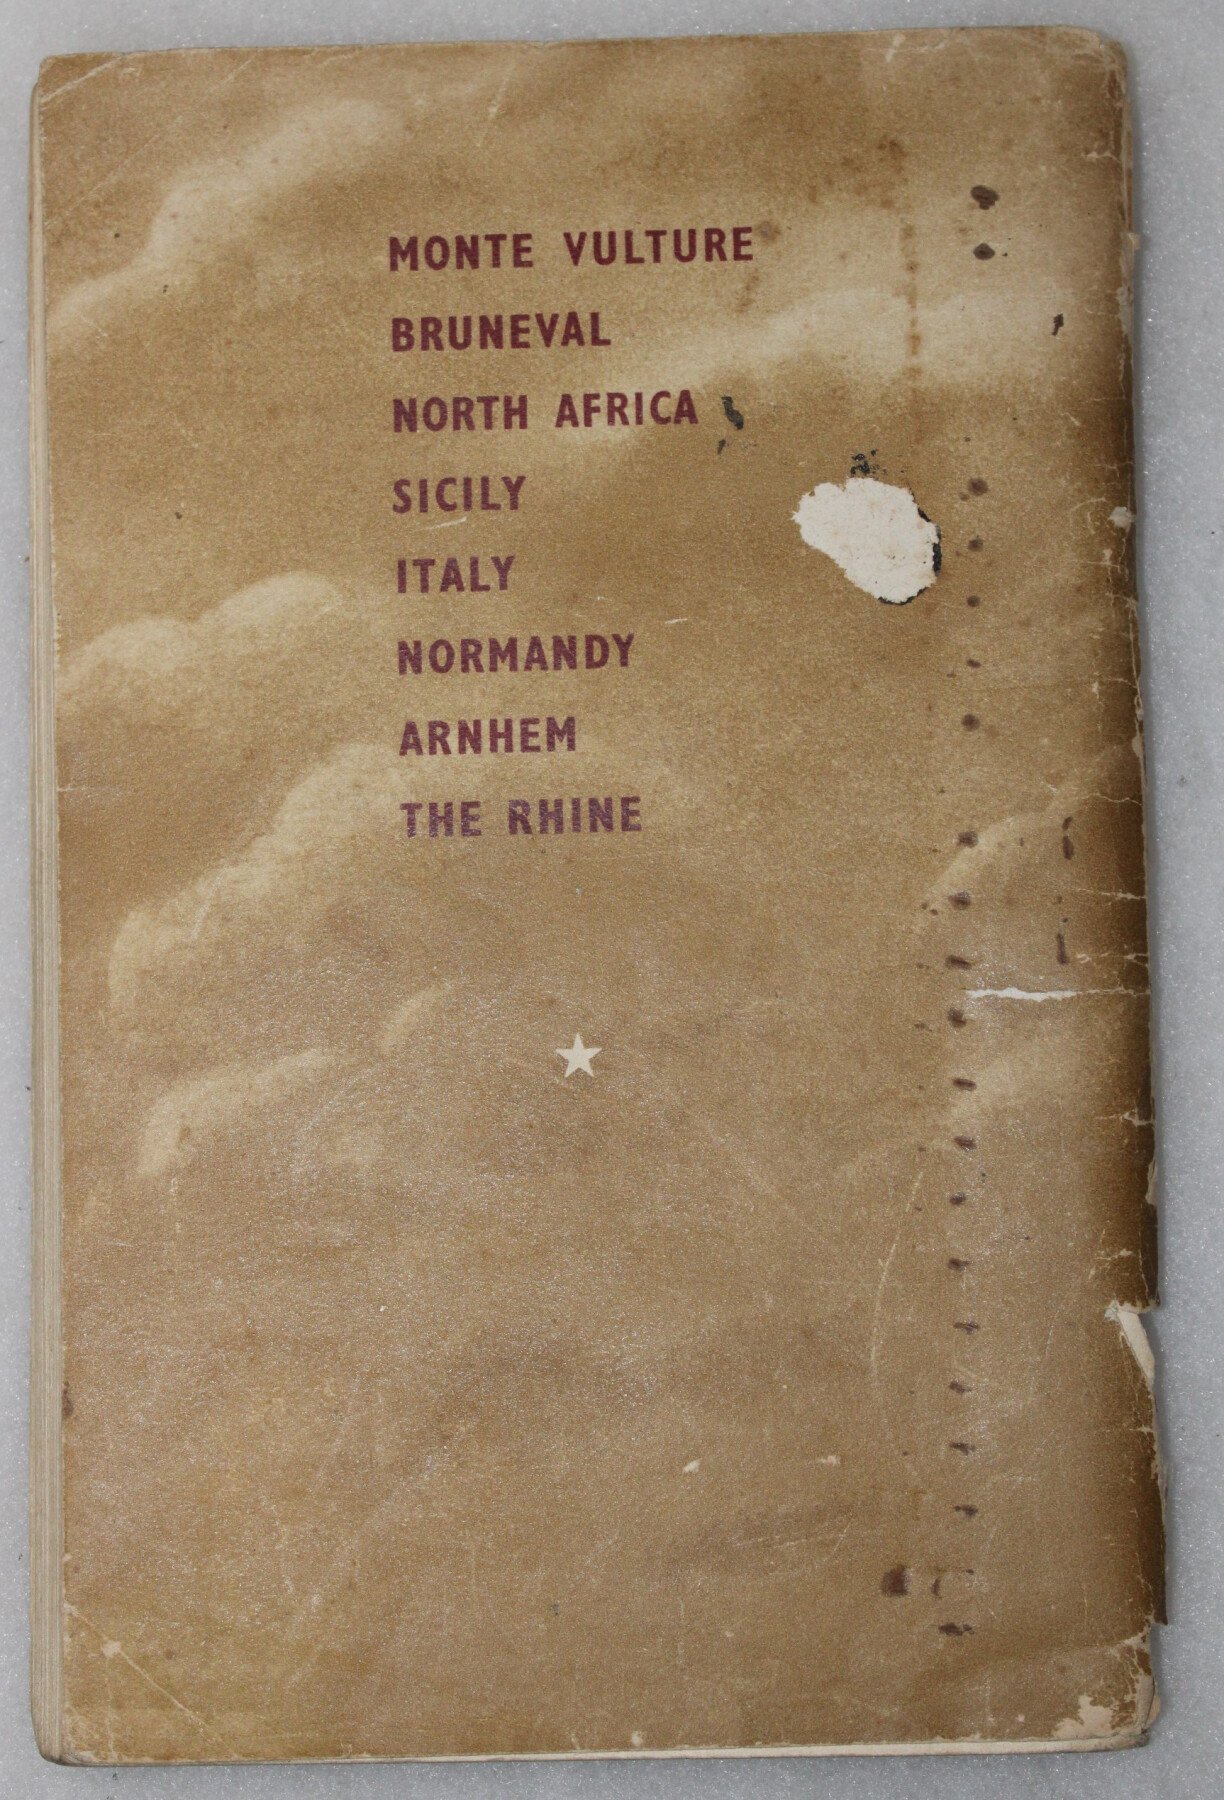 MONTE VULTURE
BRUNEVAL
NORTH AFRICA
SICILY
ITALY
NORMANDY
ARNHEM
THE RHINE